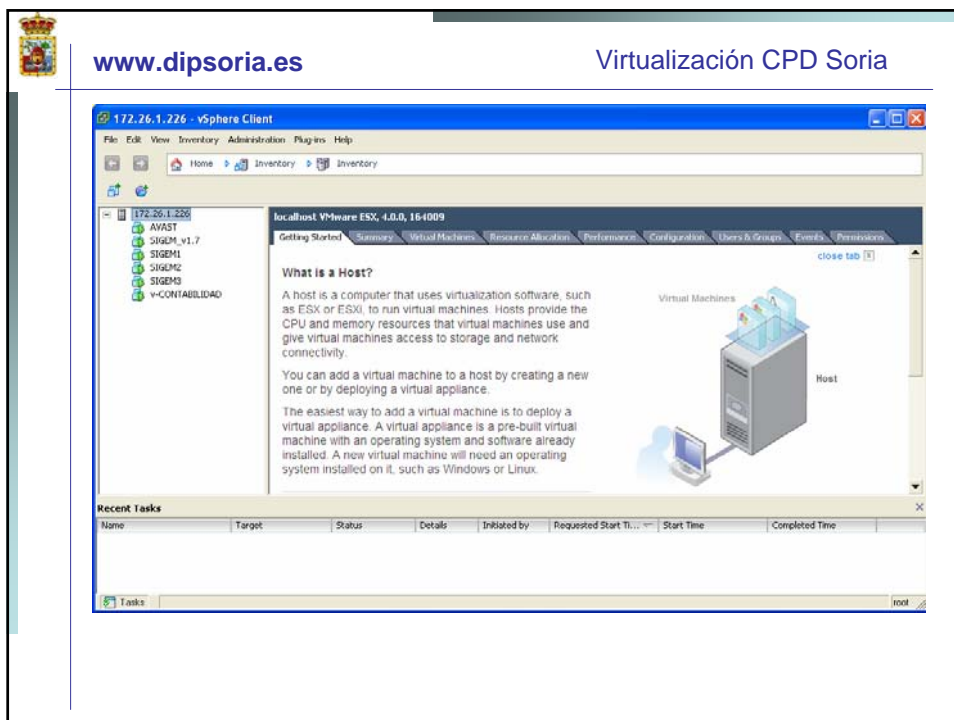 www.dipsoria.es
Virtualización CPD Soria
172.26.1.226 - vSphere Client
File Edit View Inventory Administration Plug-ins Help
Home Inventory Inventory
172.26.1.226
AVAST
SIGEM_v1.7
SIGEM1
SIGEM2
SIGEM3
v-CONTABILIDAD
localhost VMware ESX, 4.0.0, 164009
Getting Started Summary Virtual Machines Resource Allocation Performance Configuration Users & Groups Events Permissions
close tab
What is a Host?
A host is a computer that uses virtualization software, such
as ESX or ESXi, to run virtual machines. Hosts provide the
CPU and memory resources that virtual machines use and
give virtual machines access to storage and network
connectivity.
You can add a virtual machine to a host by creating a new
one or by deploying a virtual appliance.
The easiest way to add a virtual machine is to deploy a
virtual appliance. A virtual appliance is a pre-built virtual
machine with an operating system and software already
installed. A new virtual machine will need an operating
system installed on it, such as Windows or Linux.
Virtual Machines
Host
Recent Tasks
Name Target Status Details Initiated by Requested Start Ti... Start Time Completed Time
Tasks
root